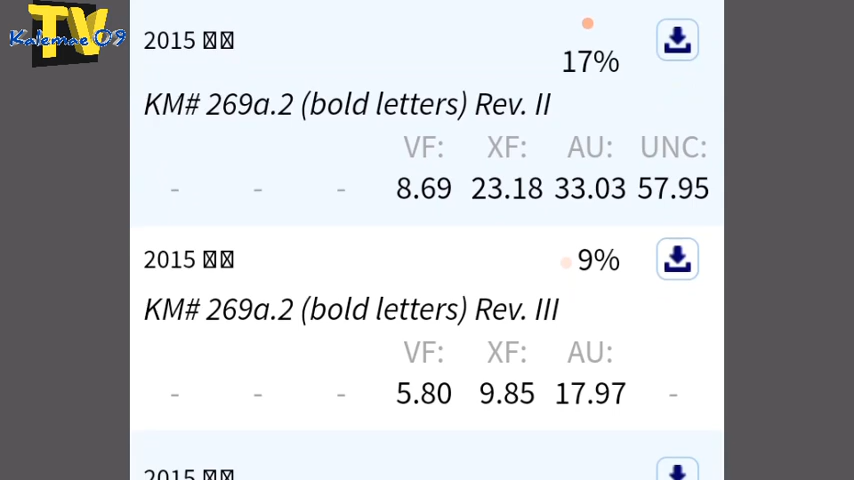 TV
Kalemae 09
2015
17%
KM# 269a.2 (bold letters) Rev. II
VF: XF: AU: UNC:
- - - 8.69 23.18 33.03 57.95
2015
9%
KM# 269a.2 (bold letters) Rev. III
VF: XF: AU:
- - - 5.80 9.85 17.97 -
2015